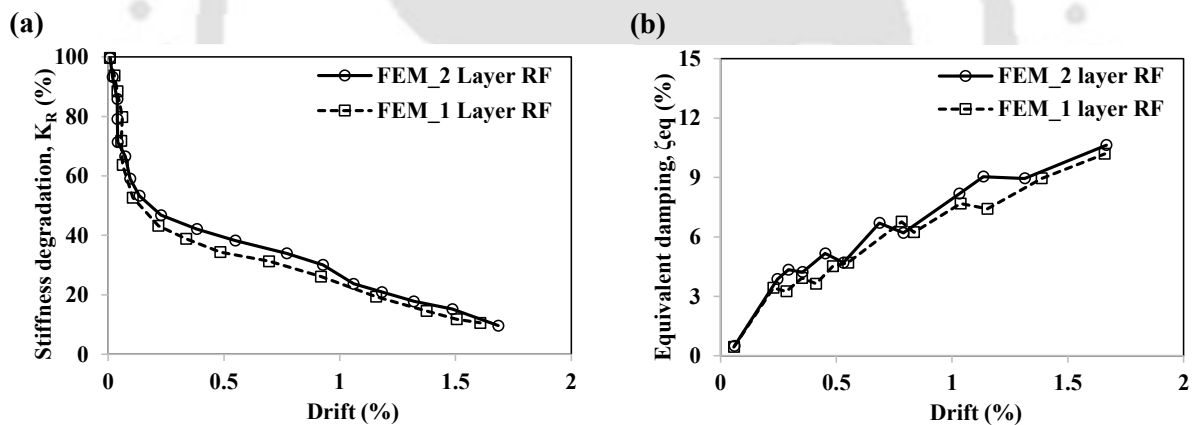 (a)
(b)
Stiffness degradation, K_R (%)
100
80
60
40
20
0
0
0.5
1
1.5
2
Drift (%)
FEM_2 Layer RF
FEM_1 Layer RF
Equivalent damping, ζeq (%)
15
12
9
6
3
0
0
0.5
1
1.5
2
Drift (%)
FEM_2 layer RF
FEM_1 layer RF